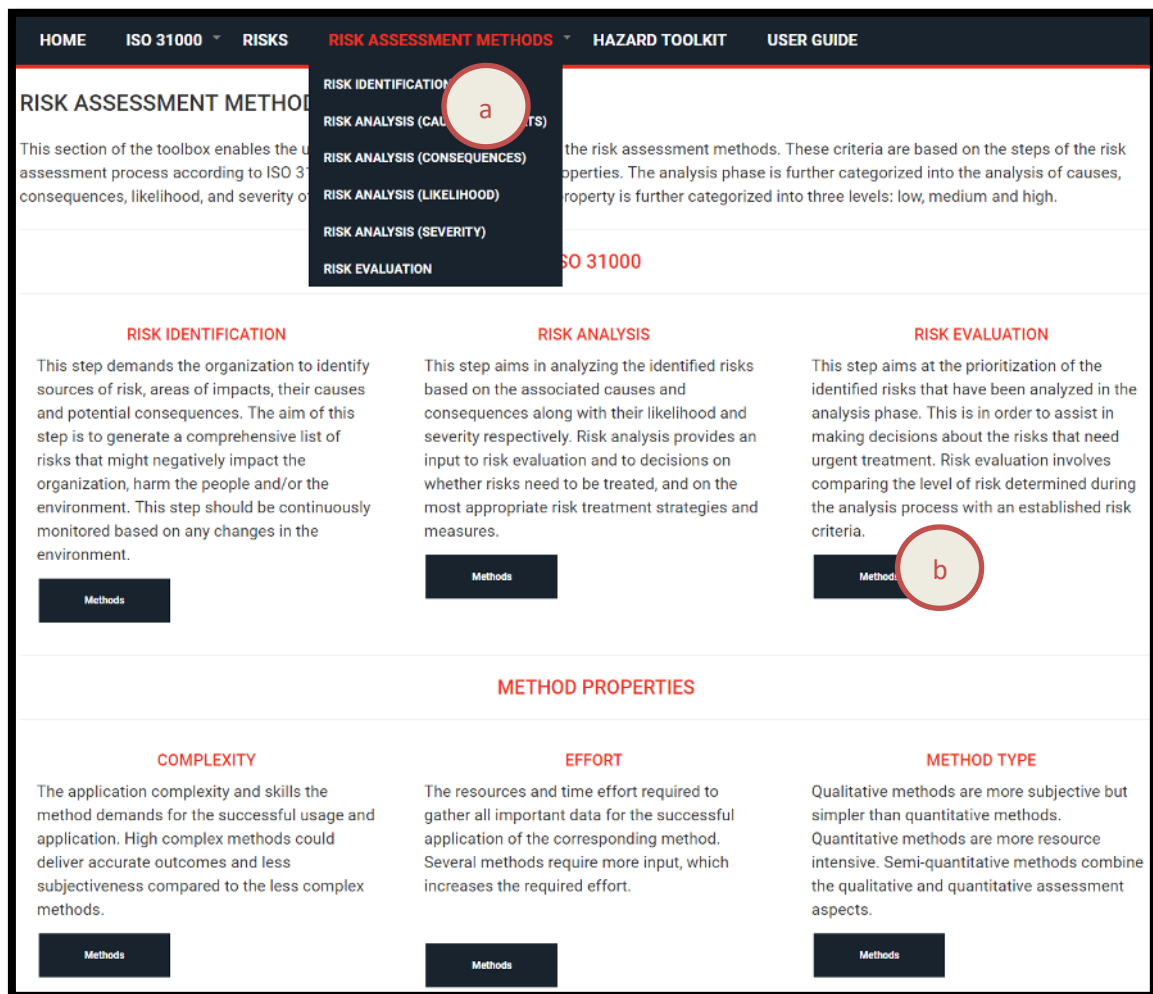 HOME ISO 31000 RISKS RISK ASSESSMENT METHODS HAZARD TOOLKIT USER GUIDE
RISK IDENTIFICATION
RISK ANALYSIS (CAU TS)
RISK ANALYSIS (CONSEQUENCES)
RISK ANALYSIS (LIKELIHOOD)
RISK ANALYSIS (SEVERITY)
RISK EVALUATION
a
RISK ASSESSMENT METHOD
This section of the toolbox enables the u the risk assessment methods. These criteria are based on the steps of the risk
assessment process according to ISO 31 operties. The analysis phase is further categorized into the analysis of causes,
consequences, likelihood, and severity o roperty is further categorized into three levels: low, medium and high.
SO 31000
RISK IDENTIFICATION
This step demands the organization to identify
sources of risk, areas of impacts, their causes
and potential consequences. The aim of this
step is to generate a comprehensive list of
risks that might negatively impact the
organization, harm the people and/or the
environment. This step should be continuously
monitored based on any changes in the
environment.
Methods
RISK ANALYSIS
This step aims in analyzing the identified risks
based on the associated causes and
consequences along with their likelihood and
severity respectively. Risk analysis provides an
input to risk evaluation and to decisions on
whether risks need to be treated, and on the
most appropriate risk treatment strategies and
measures.
Methods
RISK EVALUATION
This step aims at the prioritization of the
identified risks that have been analyzed in the
analysis phase. This is in order to assist in
making decisions about the risks that need
urgent treatment. Risk evaluation involves
comparing the level of risk determined during
the analysis process with an established risk
criteria.
Methods
b
METHOD PROPERTIES
COMPLEXITY
The application complexity and skills the
method demands for the successful usage and
application. High complex methods could
deliver accurate outcomes and less
subjectiveness compared to the less complex
methods.
Methods
EFFORT
The resources and time effort required to
gather all important data for the successful
application of the corresponding method.
Several methods require more input, which
increases the required effort.
Methods
METHOD TYPE
Qualitative methods are more subjective but
simpler than quantitative methods.
Quantitative methods are more resource
intensive. Semi-quantitative methods combine
the qualitative and quantitative assessment
aspects.
Methods